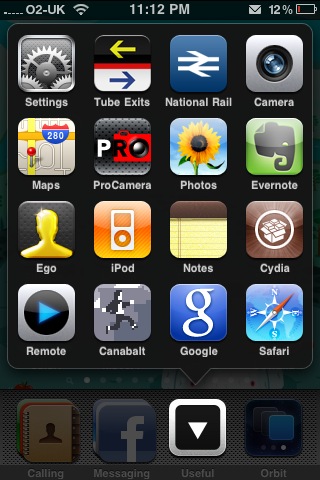 O2-UK 11:12 PM 12%
Settings Tube Exits National Rail Camera
280
PRO
Maps ProCamera Photos Evernote
Ego iPod Notes Cydia
g
Remote Canabalt Google Safari
f
Calling Messaging Useful Orbit